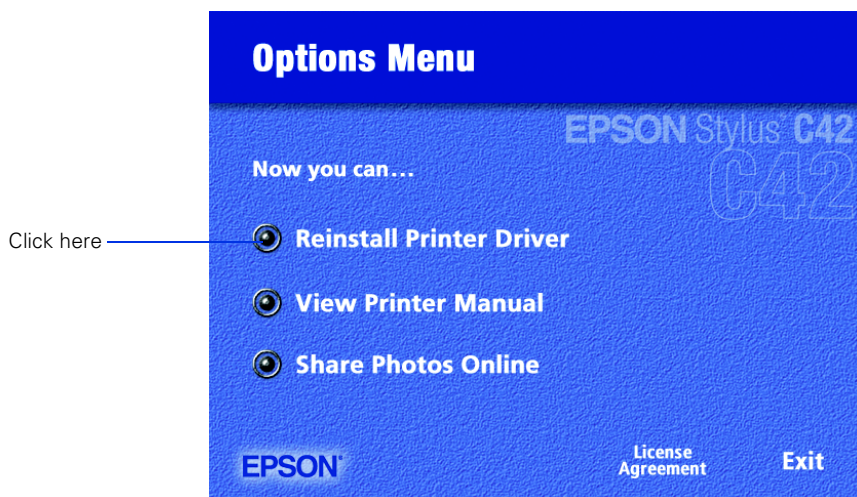 Options Menu
EPSON Stylus® C42
C42
Now you can...
Click here
Reinstall Printer Driver
View Printer Manual
Share Photos Online
EPSON®
License
Agreement
Exit